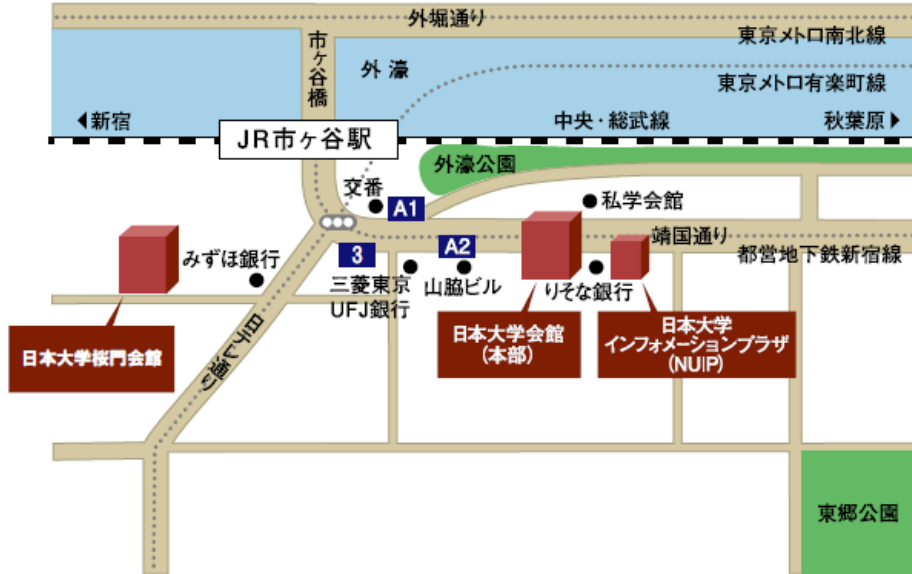 外堀通り
東京メトロ南北線
市ヶ谷橋
外 濠
東京メトロ有楽町線
◀新宿
中央・総武線
秋葉原▶
JR市ヶ谷駅
外濠公園
交番
A1
私学会館
3
A2
靖国通り
都営地下鉄新宿線
みずほ銀行
三菱東京
UFJ銀行
山脇ビル
りそな銀行
日本大学桜門会館
日テレ通り
日本大学会館
(本部)
日本大学
インフォメーションプラザ
(NUIP)
東郷公園